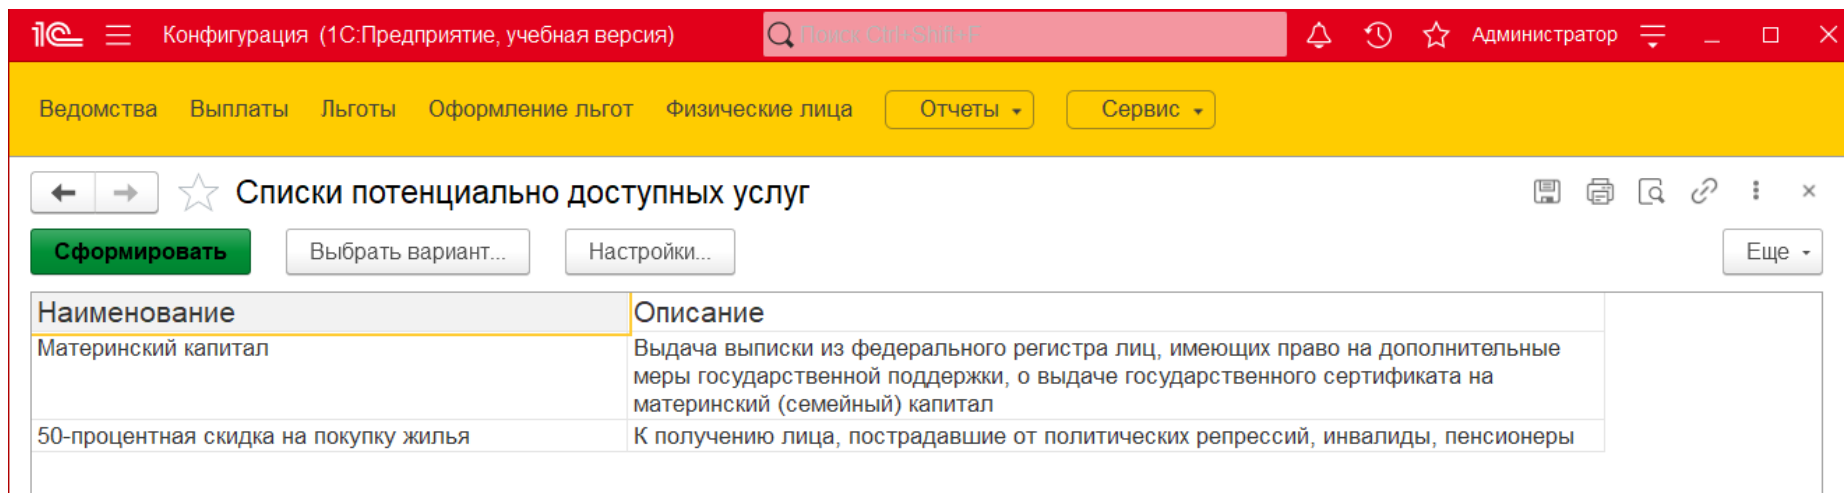 1С Конфигурация (1С:Предприятие, учебная версия) Поиск Ctrl+Shift+F Администратор
Ведомства Выплаты Льготы Оформление льгот Физические лица Отчеты Сервис
Списки потенциально доступных услуг
Сформировать Выбрать вариант... Настройки... Еще
Наименование Описание
Материнский капитал Выдача выписки из федерального регистра лиц, имеющих право на дополнительные
меры государственной поддержки, о выдаче государственного сертификата на
материнский (семейный) капитал
50-процентная скидка на покупку жилья К получению лица, пострадавшие от политических репрессий, инвалиды, пенсионеры